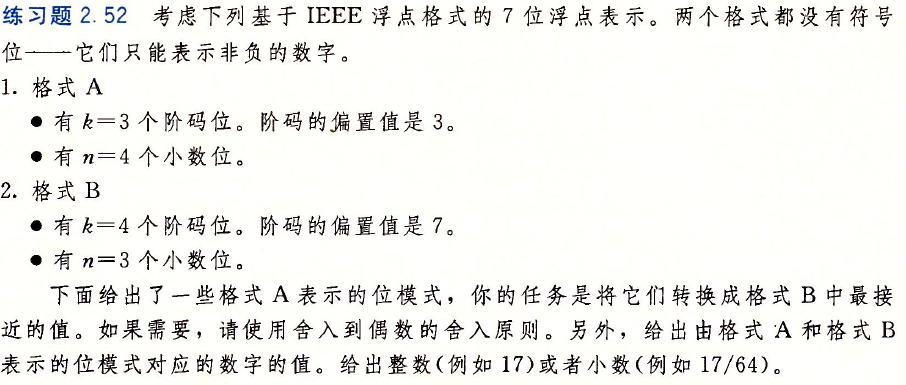 练习题 2.52 考虑下列基于 IEEE 浮点格式的 7 位浮点表示。两个格式都没有符号
位——它们只能表示非负的数字。
1. 格式 A
● 有 k=3 个阶码位。阶码的偏置值是 3。
● 有 n=4 个小数位。
2. 格式 B
● 有 k=4 个阶码位。阶码的偏置值是 7。
● 有 n=3 个小数位。
下面给出了一些格式 A 表示的位模式，你的任务是将它们转换成格式 B 中最接
近的值。如果需要，请使用舍入到偶数的舍入原则。另外，给出由格式 A 和格式 B
表示的位模式对应的数字的值。给出整数(例如 17)或者小数(例如 17/64)。